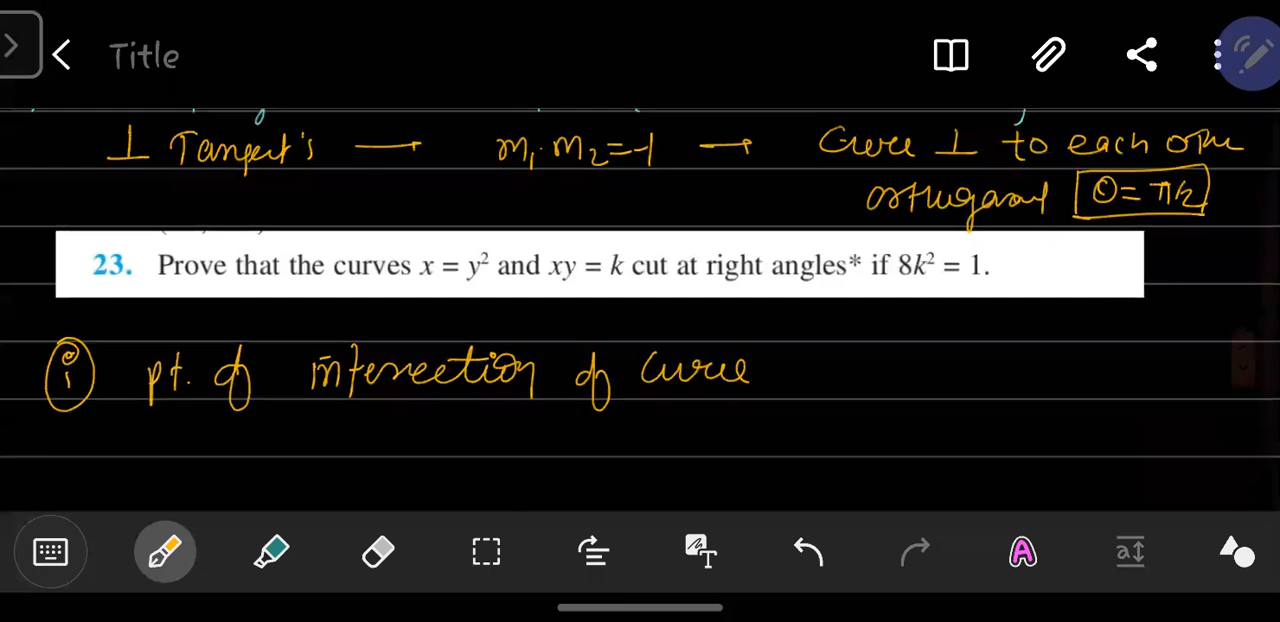 Title
⊥ Tangent's → m₁·m₂=-1 → Curve ⊥ to each other
orthogonal θ=π/2
23. Prove that the curves x = y² and xy = k cut at right angles* if 8k² = 1.
(i) pt. of intersection of curve